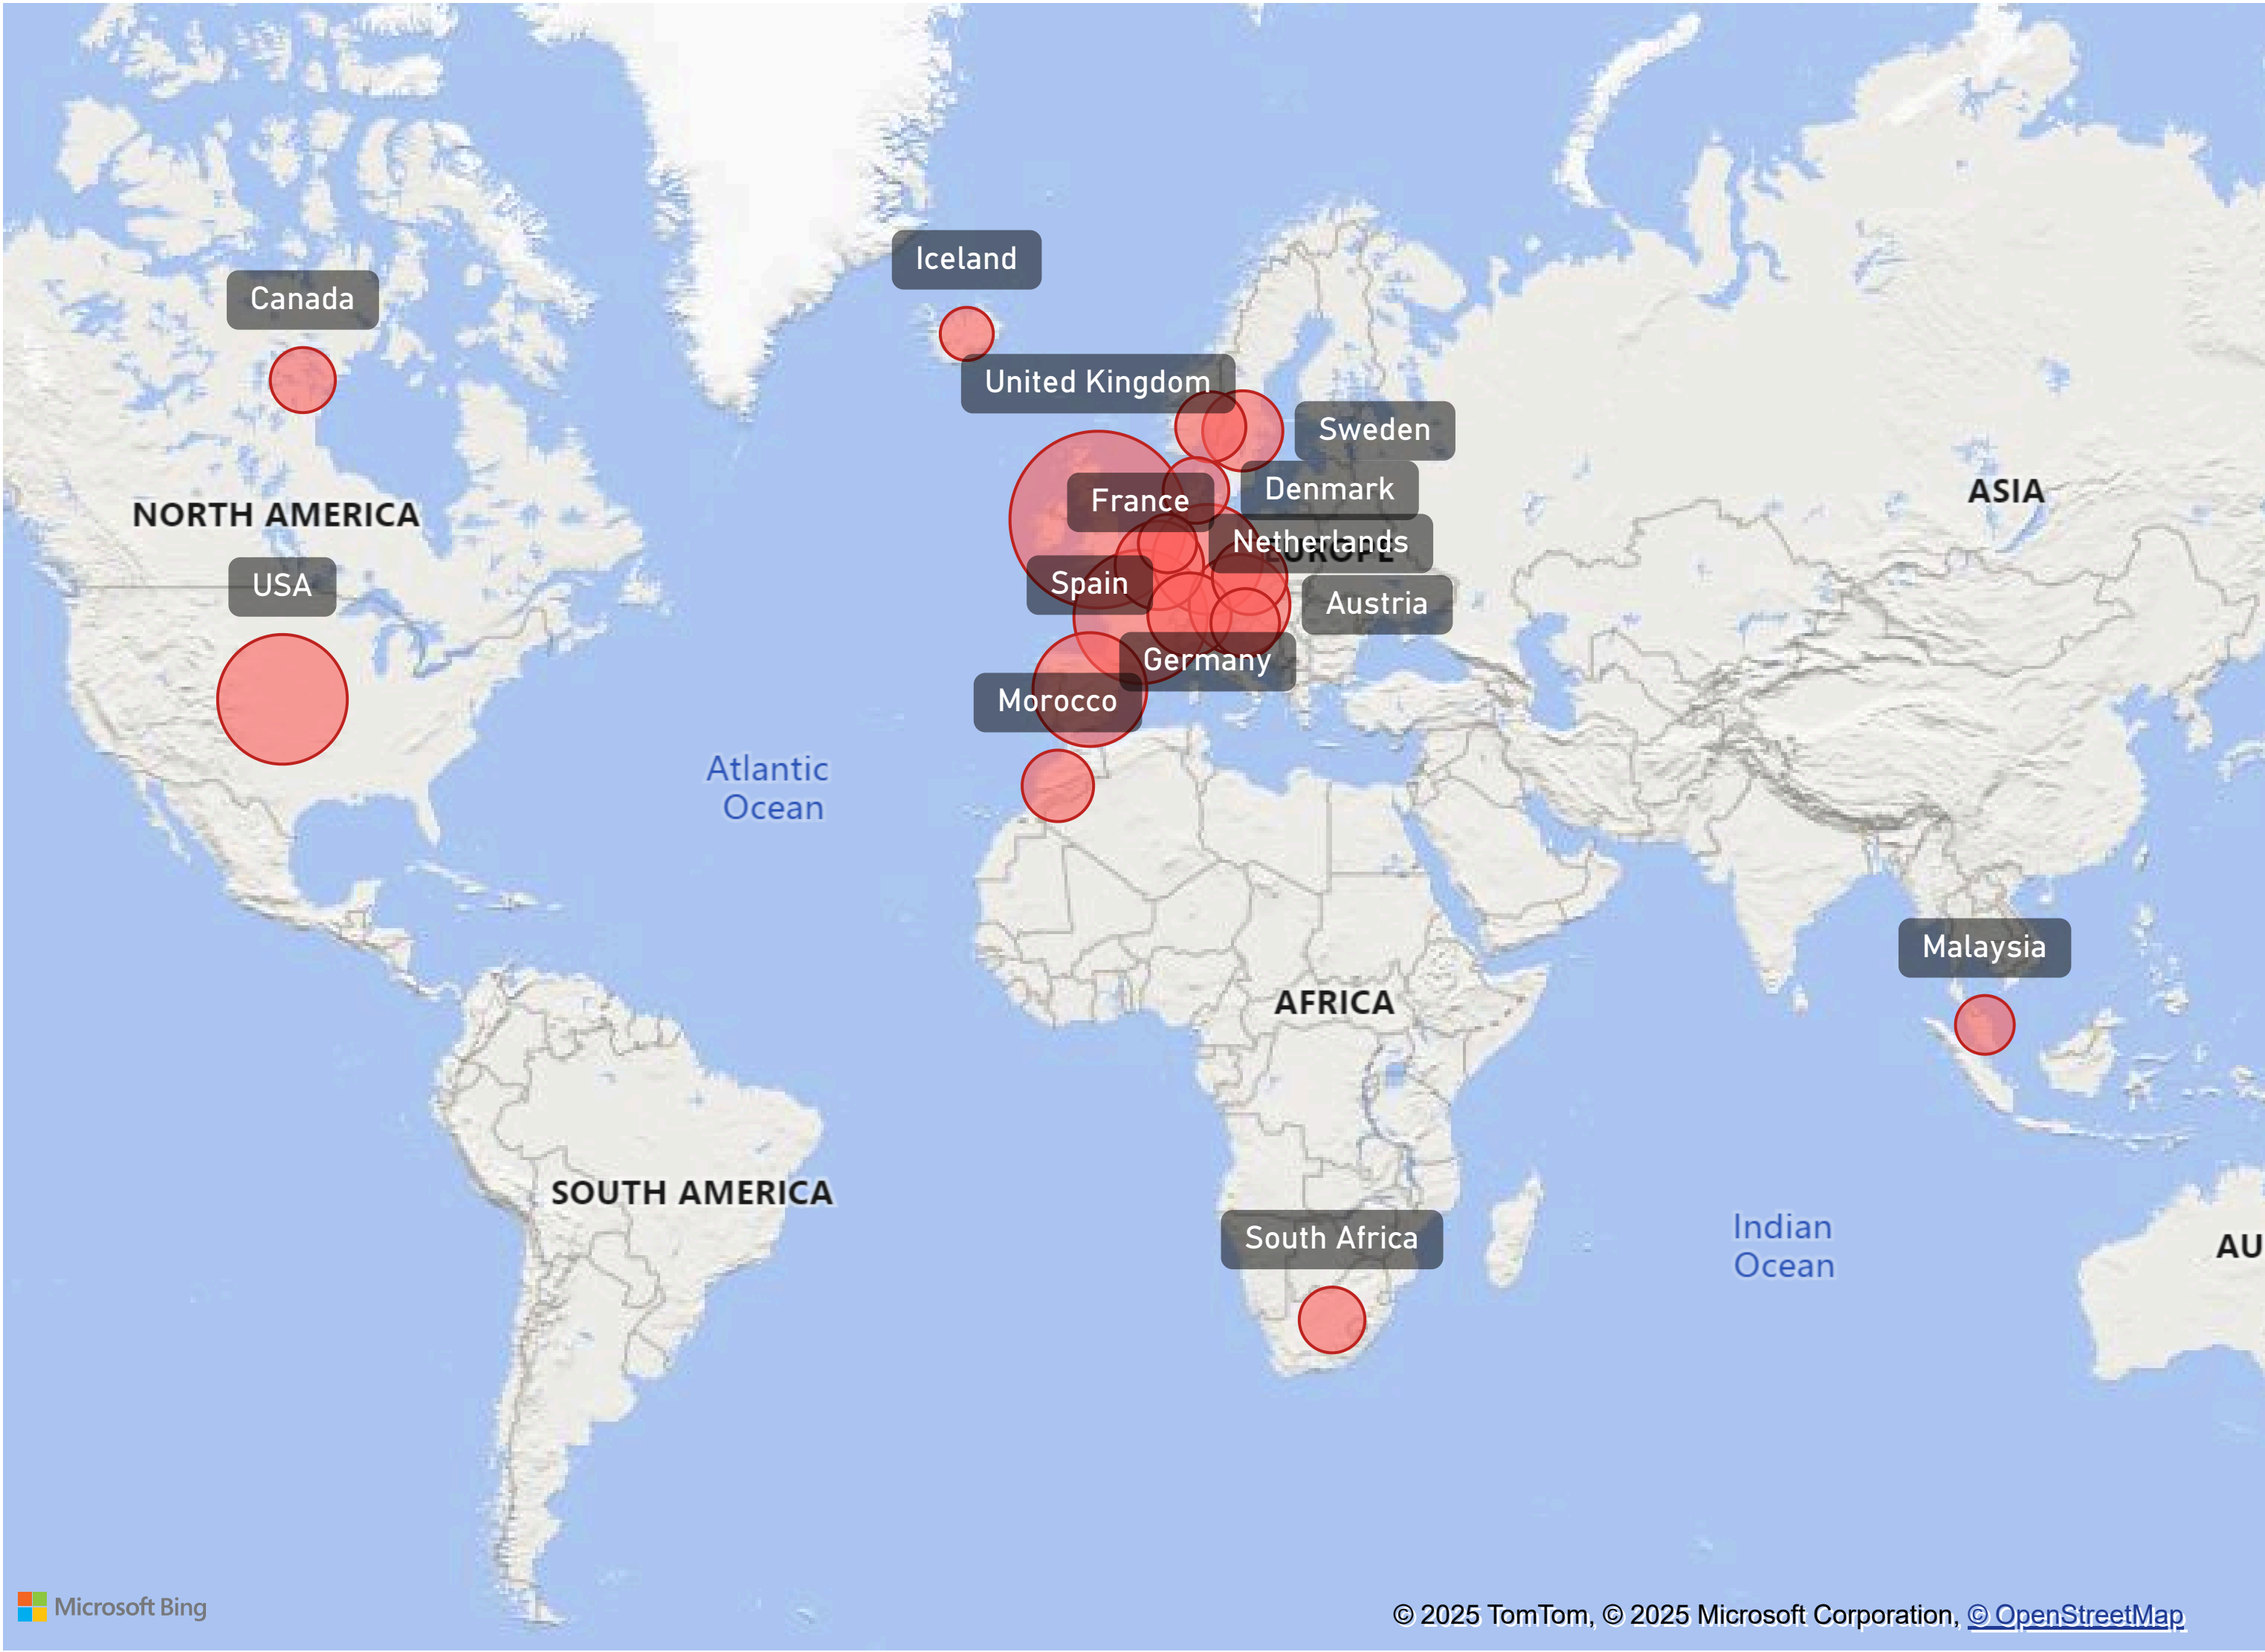 Iceland
Canada
United Kingdom
Sweden
Denmark
France
ASIA
NORTH AMERICA
Netherlands
EUROPE
Spain
USA
Austria
Germany
Morocco
Atlantic
Ocean
Malaysia
AFRICA
SOUTH AMERICA
South Africa
Indian
Ocean
AU
Microsoft Bing
© 2025 TomTom, © 2025 Microsoft Corporation, © OpenStreetMap